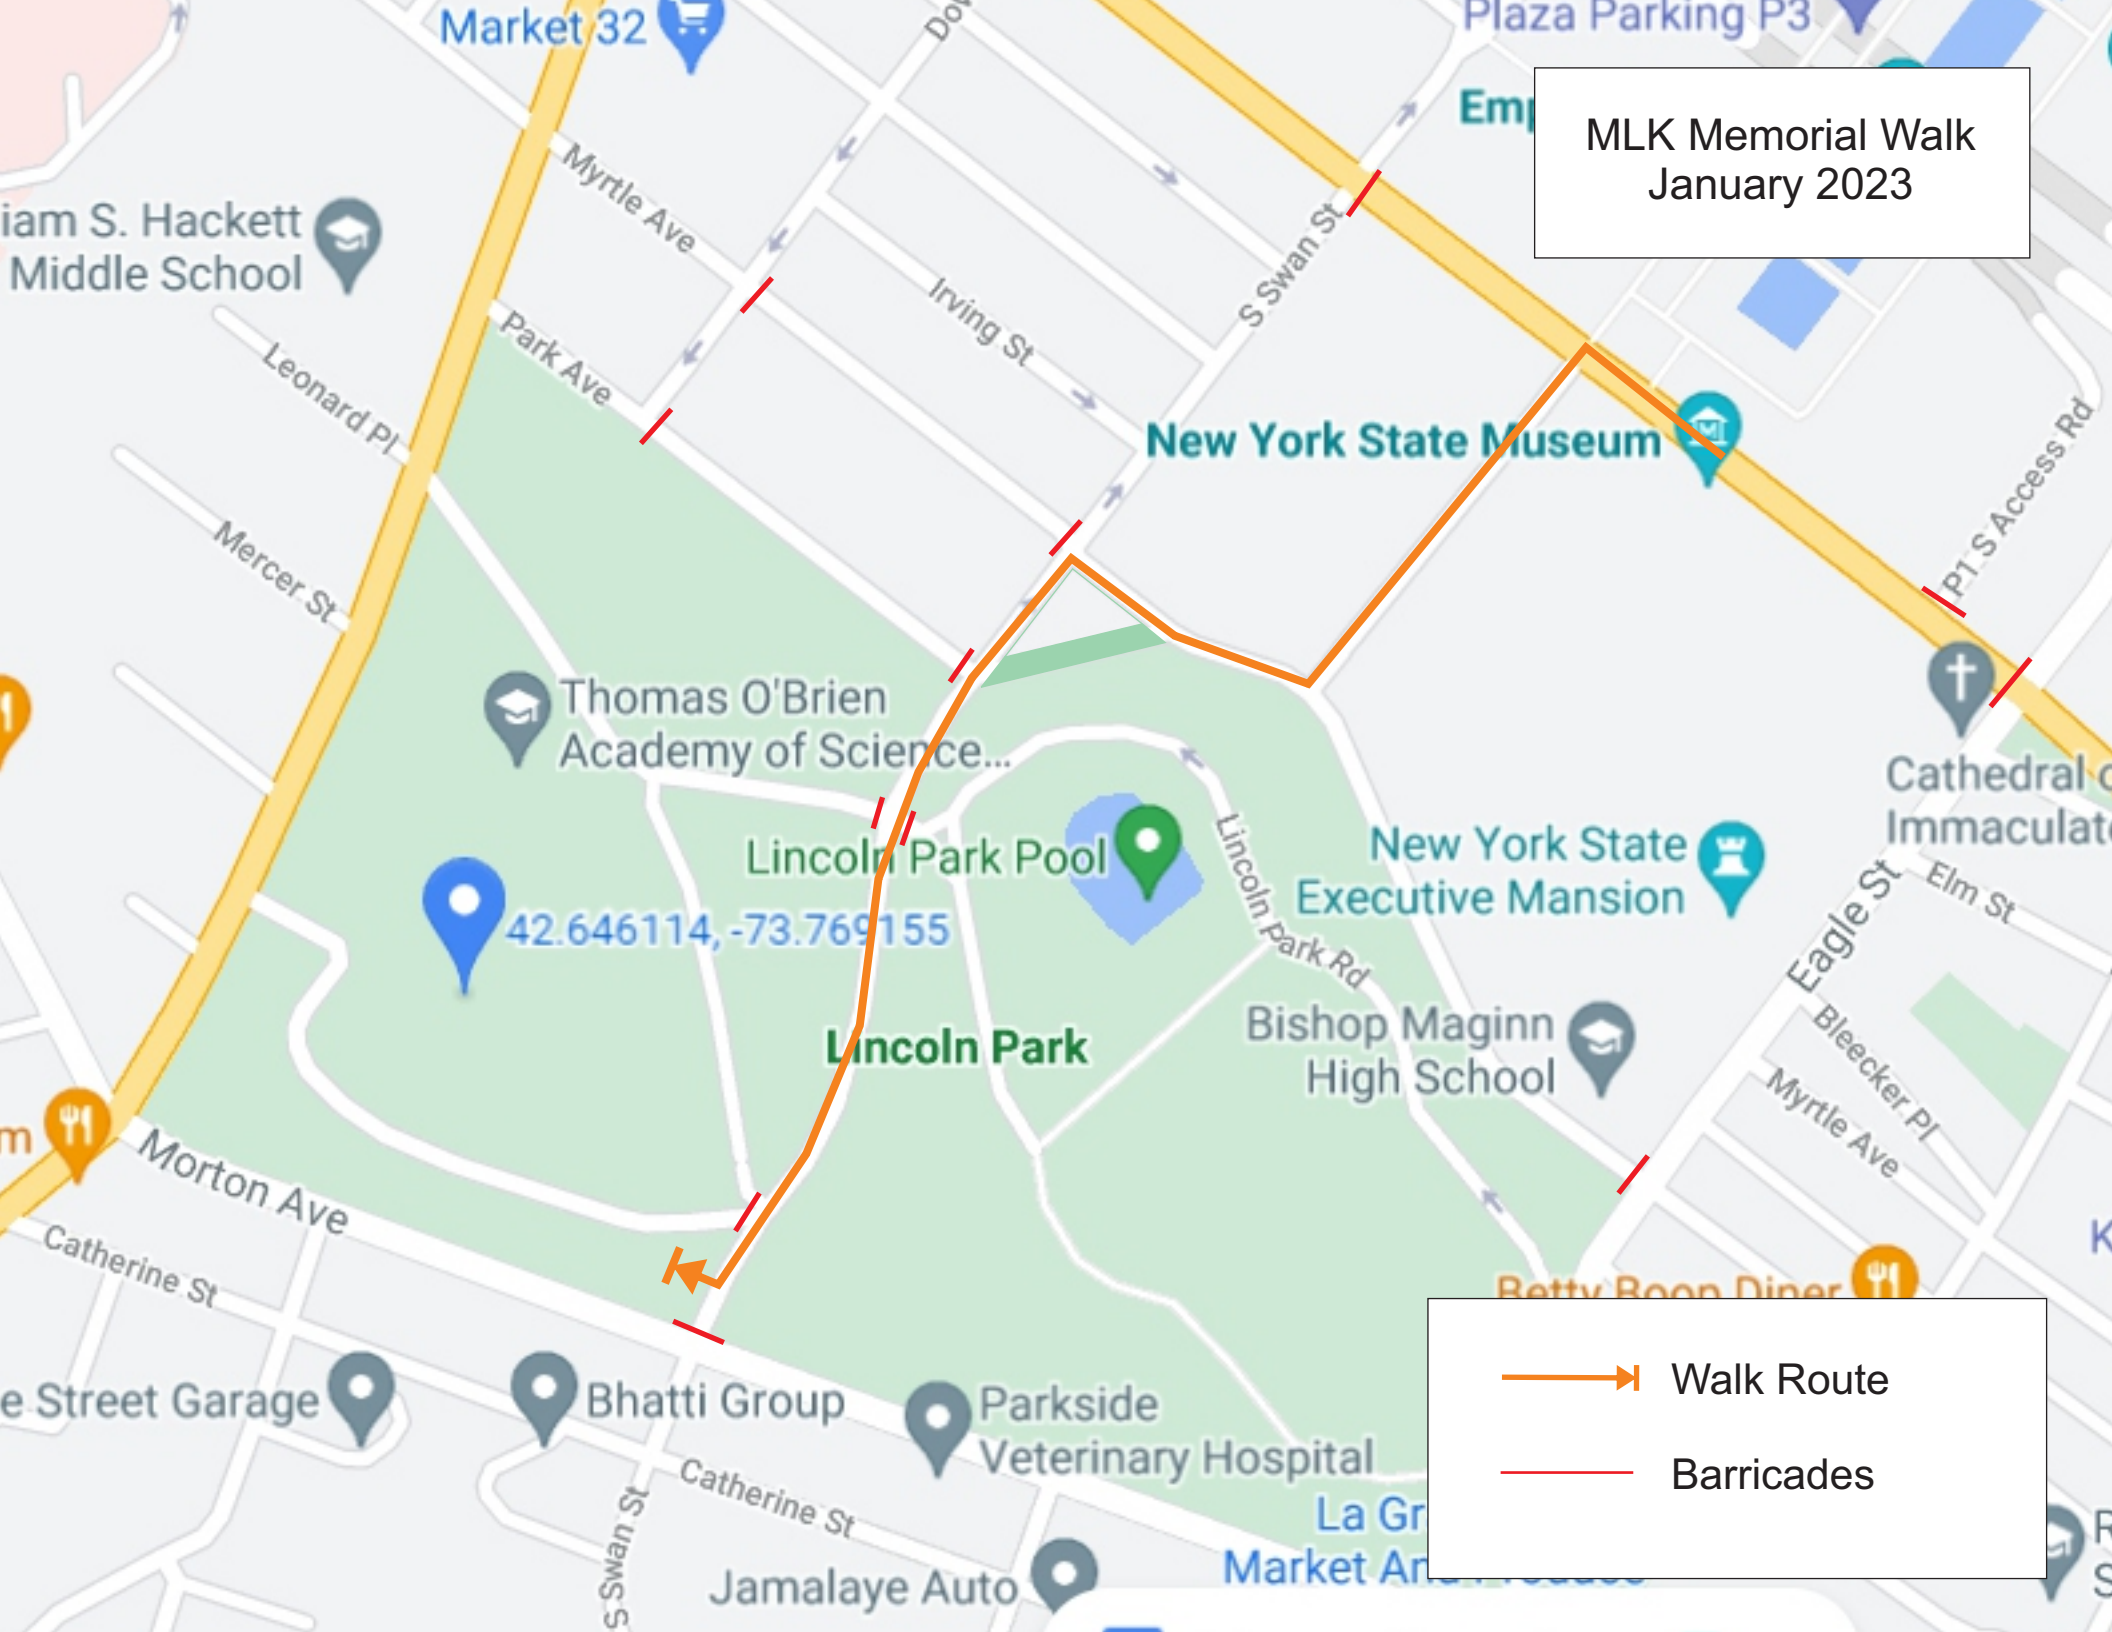 Market 32
Dov
Plaza Parking P3
Emp
MLK Memorial Walk
January 2023
Myrtle Ave
iam S. Hackett
Middle School
S Swan St
Irving St
Park Ave
Leonard Pl
New York State Museum
P1 S Access Rd
Mercer St
Thomas O'Brien
Academy of Science...
Cathedral o
Immaculat
Lincoln Park Pool
Lincoln Park Rd
New York State
Executive Mansion
Elm St
Eagle St
42.646114, -73.769155
Lincoln Park
Bishop Maginn
High School
Bleecker Pl
Myrtle Ave
m
Morton Ave
Catherine St
K
Betty Boop Diner
Walk Route
e Street Garage
Bhatti Group
Parkside
Veterinary Hospital
Barricades
Catherine St
S Swan St
La Gr
Market An
R
S
Jamalaye Auto